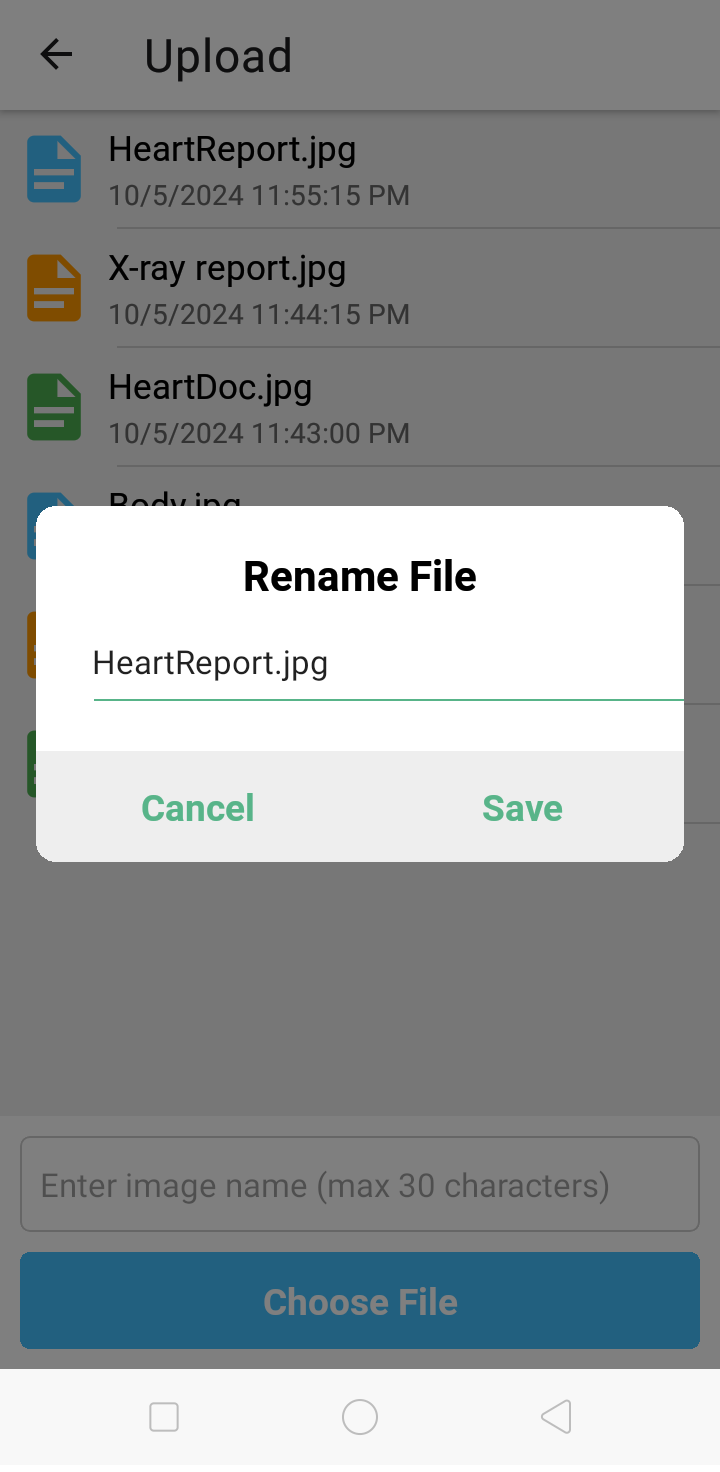 Upload
HeartReport.jpg
10/5/2024 11:55:15 PM
X-ray report.jpg
10/5/2024 11:44:15 PM
HeartDoc.jpg
10/5/2024 11:43:00 PM
Body.jpg
Rename File
HeartReport.jpg
Cancel Save
Enter image name (max 30 characters)
Choose File